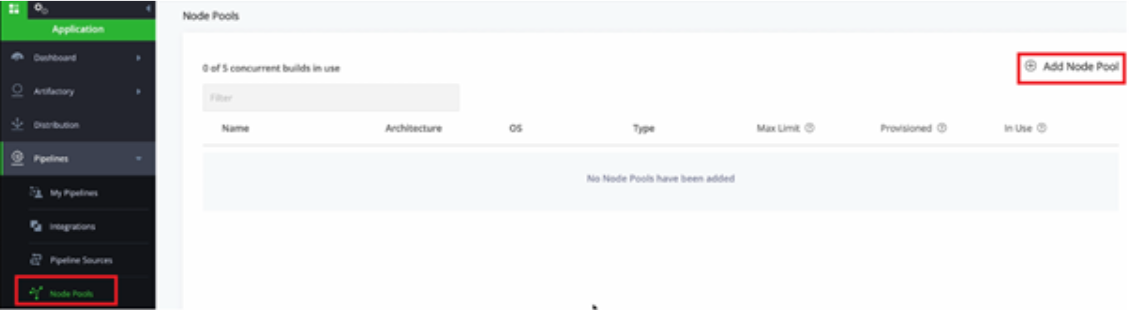 Application
Dashboard
Artifactory
Distribution
Pipelines
My Pipelines
Integrations
Pipeline Sources
Node Pools
Node Pools
0 of 5 concurrent builds in use
Add Node Pool
Filter
Name Architecture OS Type Max Limit Provisioned In Use
No Node Pools have been added